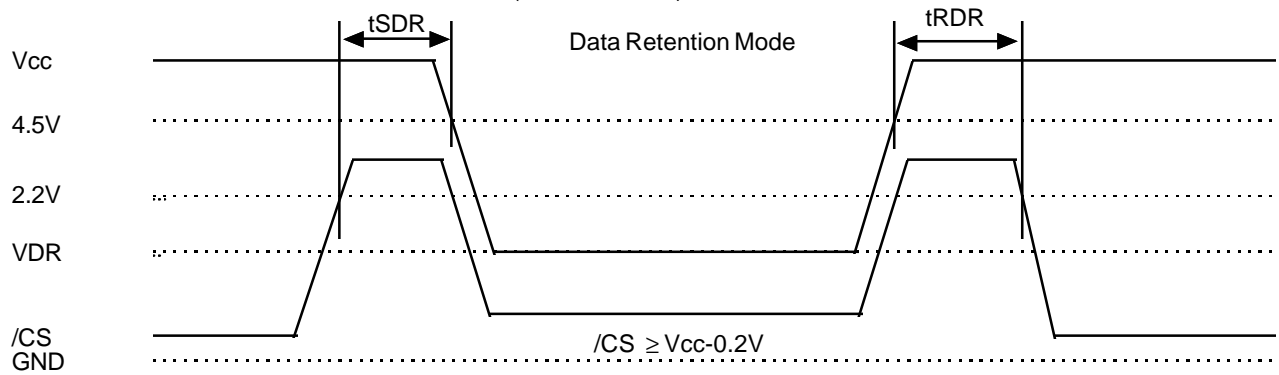 tSDR
Data Retention Mode
tRDR
Vcc
4.5V
2.2V
VDR
/CS
/CS ≥ Vcc-0.2V
GND